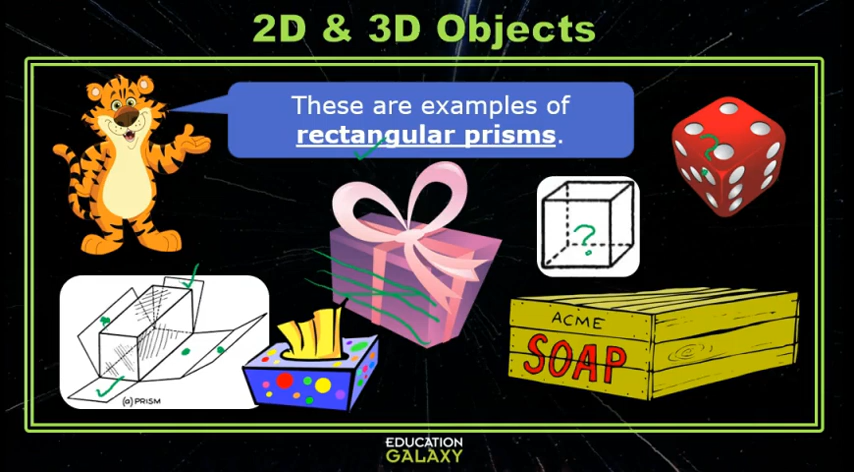 2D & 3D Objects
These are examples of
rectangular prisms.
?
?
ACME
SOAP
(a) PRISM
EDUCATION
GALAXY